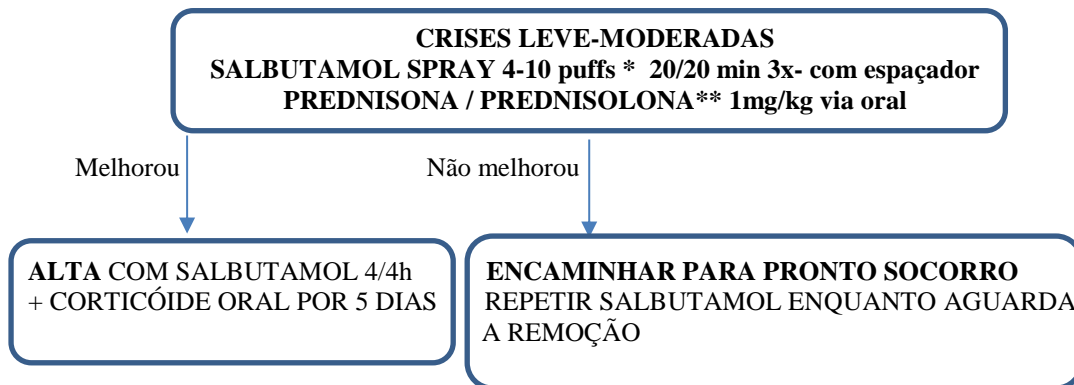 CRISES LEVE-MODERADAS
SALBUTAMOL SPRAY 4-10 puffs * 20/20 min 3x- com espaçador
PREDNISONA / PREDNISOLONA** 1mg/kg via oral
Melhorou
Não melhorou
ALTA COM SALBUTAMOL 4/4h
+ CORTICÓIDE ORAL POR 5 DIAS
ENCAMINHAR PARA PRONTO SOCORRO
REPETIR SALBUTAMOL ENQUANTO AGUARDA
A REMOÇÃO